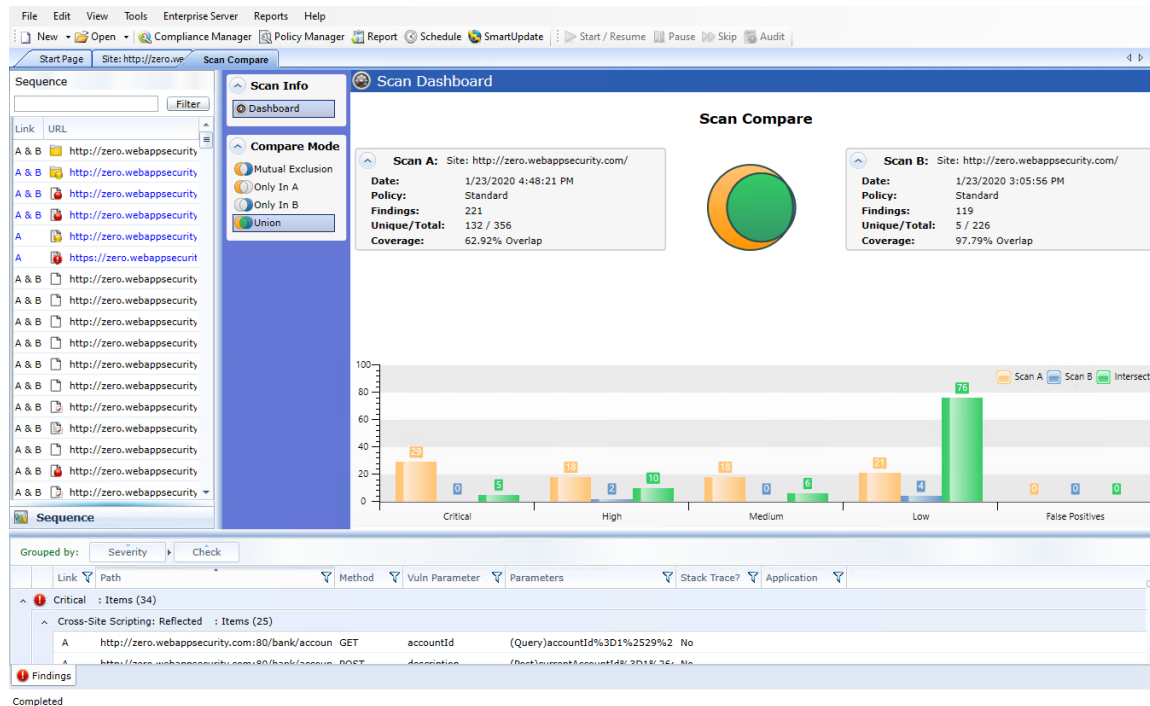 File Edit View Tools Enterprise Server Reports Help
New Open Compliance Manager Policy Manager Report Schedule SmartUpdate Start / Resume Pause Skip Audit
Start Page Site: http://zero.we Scan Compare
Sequence
Filter
Link URL
A & B http://zero.webappsecurity
A & B http://zero.webappsecurity
A & B http://zero.webappsecurity
A & B http://zero.webappsecurity
A http://zero.webappsecurity
A https://zero.webappsecurit
A & B http://zero.webappsecurity
A & B http://zero.webappsecurity
A & B http://zero.webappsecurity
A & B http://zero.webappsecurity
A & B http://zero.webappsecurity
A & B http://zero.webappsecurity
A & B http://zero.webappsecurity
A & B http://zero.webappsecurity
A & B http://zero.webappsecurity
A & B http://zero.webappsecurity
A & B http://zero.webappsecurity
Sequence
Scan Info
Dashboard
Compare Mode
Mutual Exclusion
Only In A
Only In B
Union
Scan Dashboard
Scan Compare
Scan A: Site: http://zero.webappsecurity.com/
Date: 1/23/2020 4:48:21 PM
Policy: Standard
Findings: 221
Unique/Total: 132 / 356
Coverage: 62.92% Overlap
Scan B: Site: http://zero.webappsecurity.com/
Date: 1/23/2020 3:05:56 PM
Policy: Standard
Findings: 119
Unique/Total: 5 / 226
Coverage: 97.79% Overlap
Scan A Scan B Intersect
100
80
60
40
20
0
29 0 5
18 2 10
18 0 6
21 4 76
0 0 0
Critical High Medium Low False Positives
Grouped by: Severity Check
Link Path Method Vuln Parameter Parameters Stack Trace? Application
Critical : Items (34)
Cross-Site Scripting: Reflected : Items (25)
A http://zero.webappsecurity.com:80/bank/accoun GET accountId (Query)accountId%3D1%2529%2 No
A http://zero.webappsecurity.com:80/bank/accoun POST description No
Findings
Completed